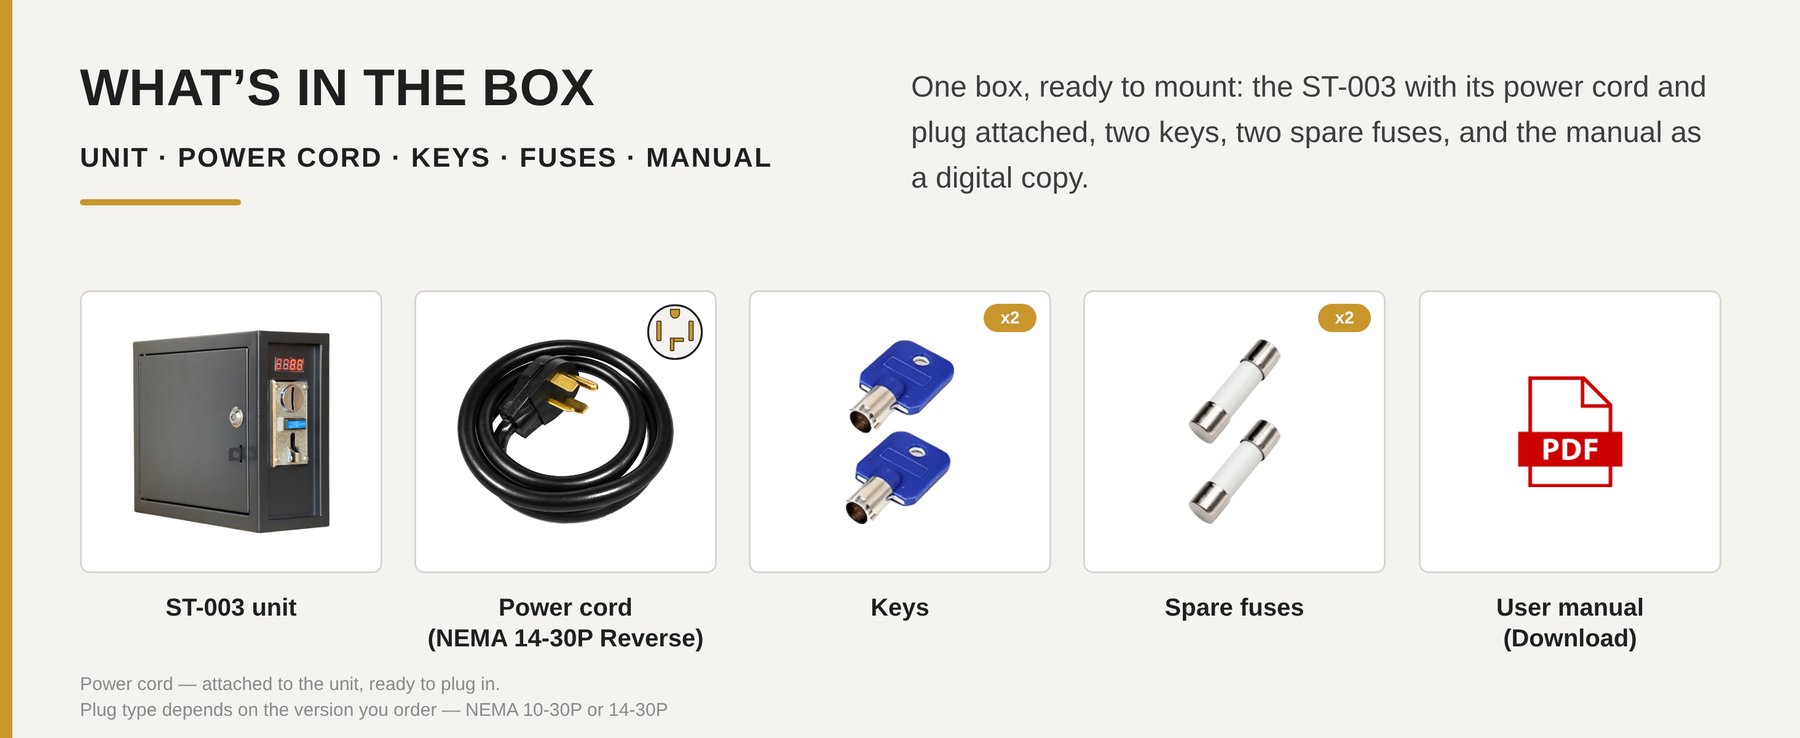 WHAT’S IN THE BOX
UNIT · POWER CORD · KEYS · FUSES · MANUAL
One box, ready to mount: the ST-003 with its power cord and
plug attached, two keys, two spare fuses, and the manual as
a digital copy.
x2
x2
PDF
ST-003 unit
Power cord
(NEMA 14-30P Reverse)
Keys
Spare fuses
User manual
(Download)
Power cord — attached to the unit, ready to plug in.
Plug type depends on the version you order — NEMA 10-30P or 14-30P